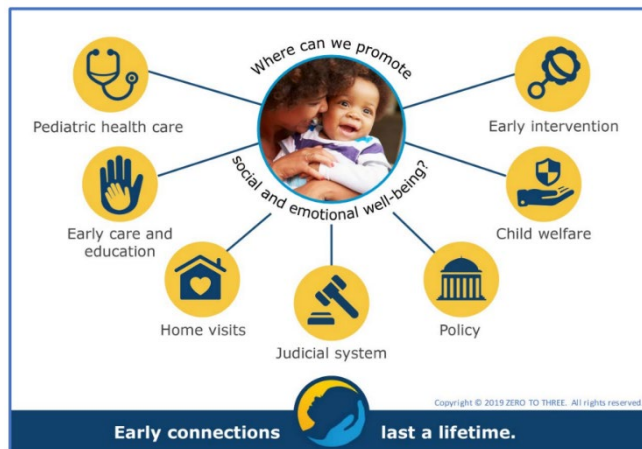 Where can we promote
social and emotional well-being?
Pediatric health care
Early care and
education
Home visits
Judicial system
Policy
Child welfare
Early intervention
Copyright © 2019 ZERO TO THREE. All rights reserved.
Early connections last a lifetime.